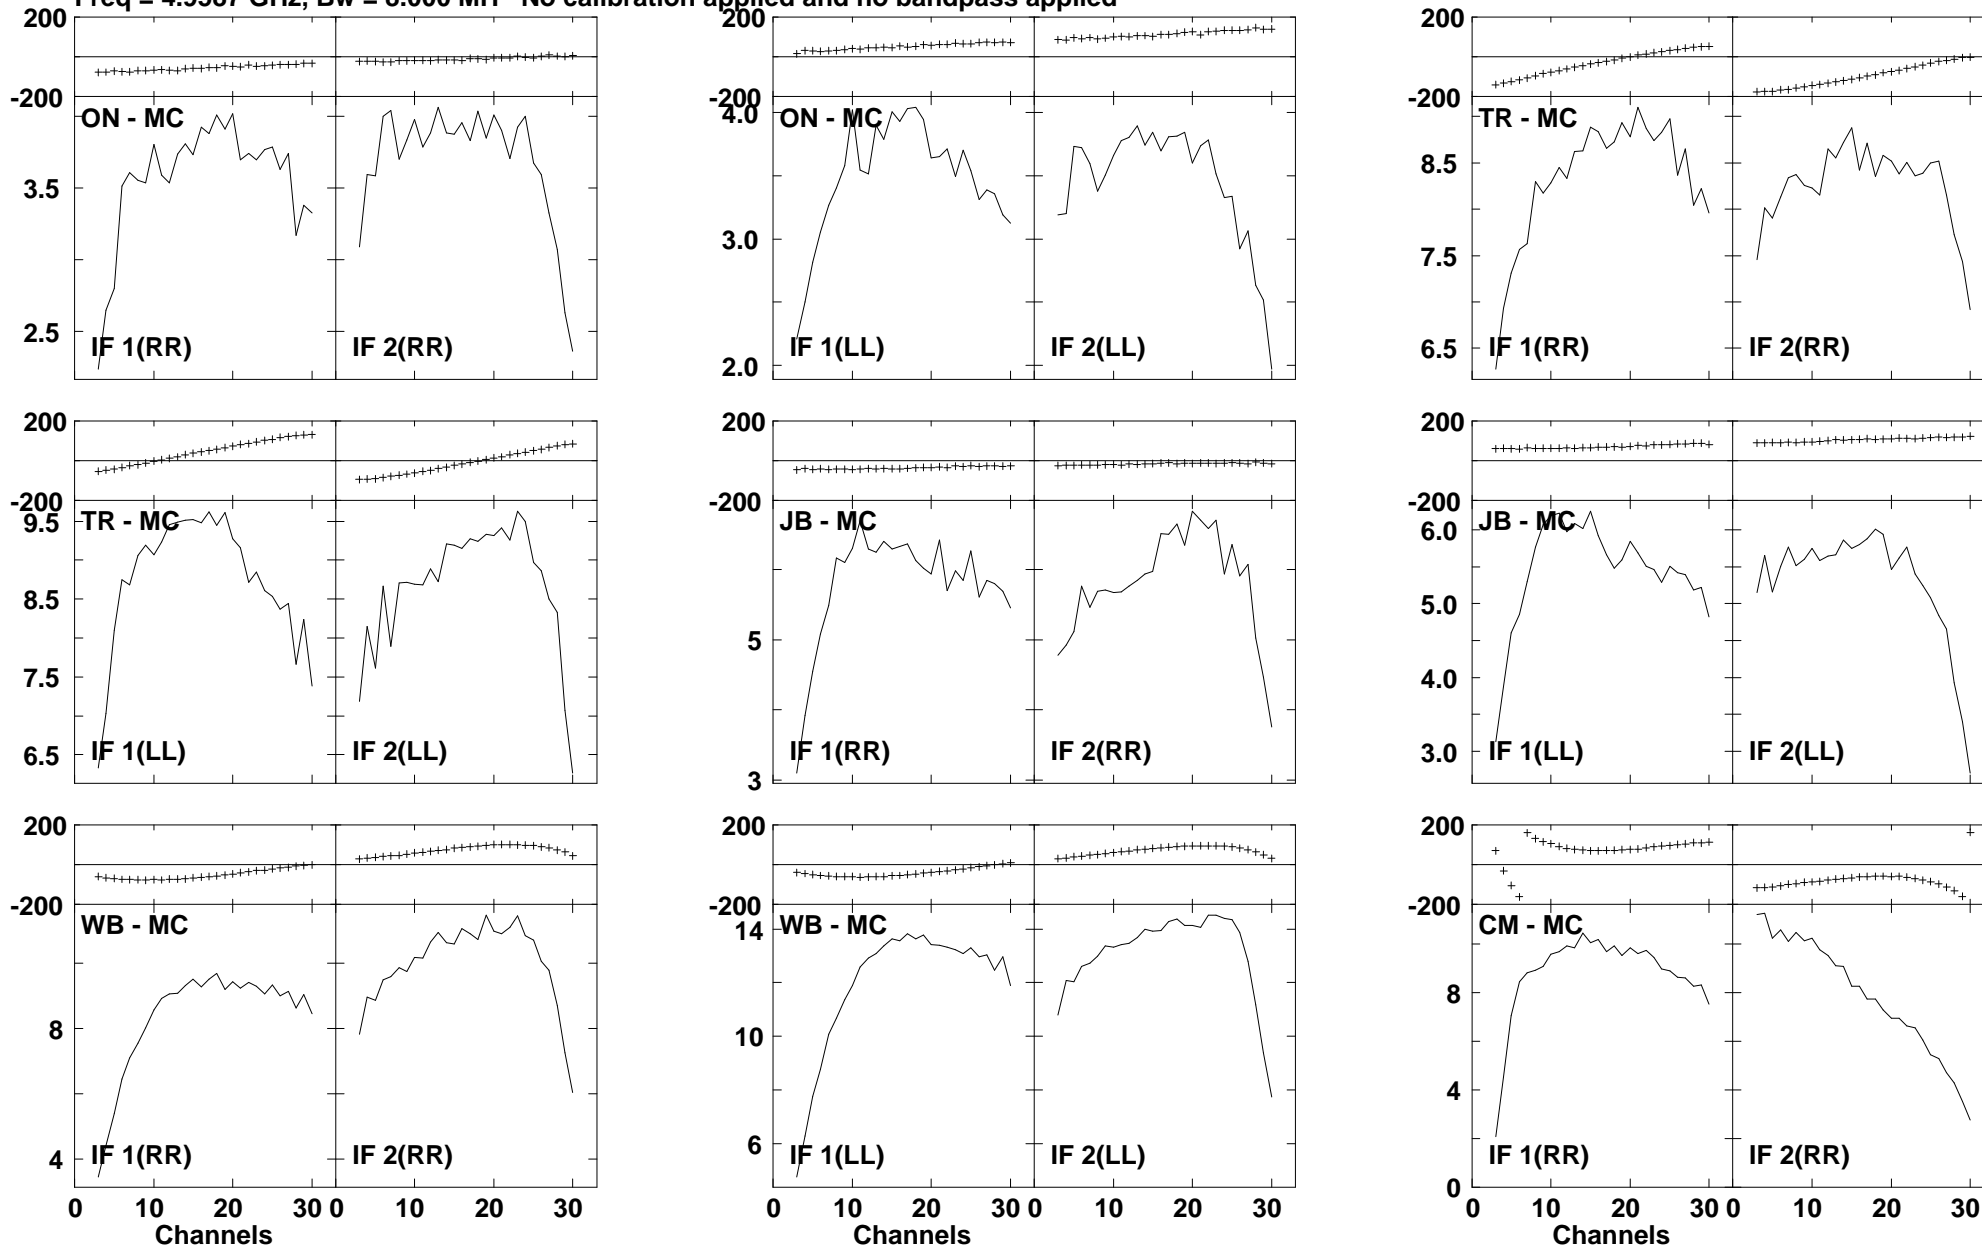 No calibration applied and no bandpass applied
200 200 200
-200 -200 -200
ON - MC ON - MC TR - MC
4.0
3.5 8.5
3.0 7.5
2.5
IF 1(RR) IF 2(RR) IF 1(LL) IF 2(LL) IF 1(RR) IF 2(RR)
2.0 6.5
200 200 200
-200 -200 -200
TR - MC JB - MC JB - MC
9.5 6.0
8.5 5 5.0
7.5 4.0
6.5 3 3.0
IF 1(LL) IF 2(LL) IF 1(RR) IF 2(RR) IF 1(LL) IF 2(LL)
200 200 200
-200 -200 -200
WB - MC WB - MC CM - MC
14
8 10 8
4 6 4
IF 1(RR) IF 2(RR) IF 1(LL) IF 2(LL) IF 1(RR) IF 2(RR)
0
0 10 20 30 0 10 20 30 0 10 20 30 0 10 20 30 0 10 20 30 0 10 20 30
Channels Channels Channels